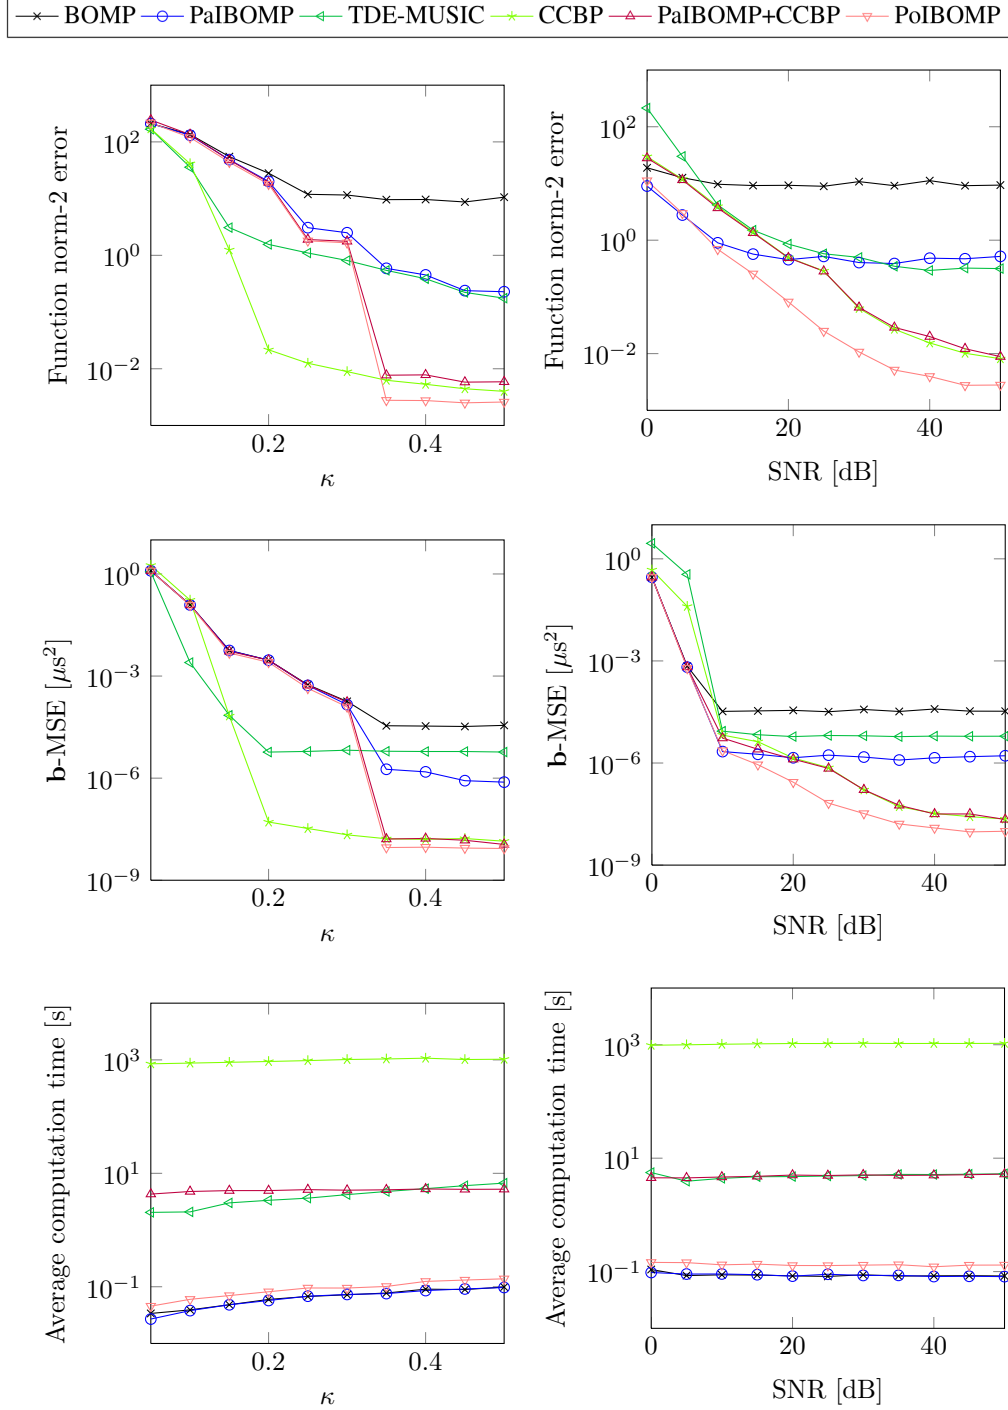 BOMP PaIBOMP TDE-MUSIC CCBP PaIBOMP+CCBP PoIBOMP
Function norm-2 error
10^2
10^0
10^−2
0.2 0.4
κ
Function norm-2 error
10^2
10^0
10^−2
0 20 40
SNR [dB]
b-MSE [μs^2]
10^0
10^−3
10^−6
10^−9
0.2 0.4
κ
b-MSE [μs^2]
10^0
10^−3
10^−6
10^−9
0 20 40
SNR [dB]
Average computation time [s]
10^3
10^1
10^−1
0.2 0.4
κ
Average computation time [s]
10^3
10^1
10^−1
0 20 40
SNR [dB]